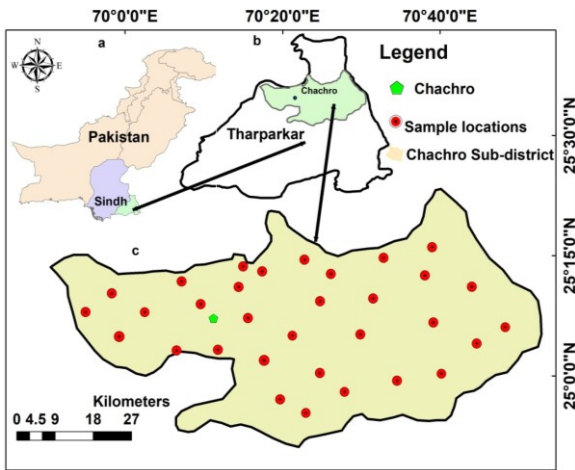 70°0'0"E 70°20'0"E 70°40'0"E
a
b
N
W E
S
Legend
Chachro
Chachro
Pakistan
Tharparkar
Sample locations
Chachro Sub-district
Sindh
25°30'0"N
c
25°15'0"N
25°0'0"N
Kilometers
0 4.5 9 18 27